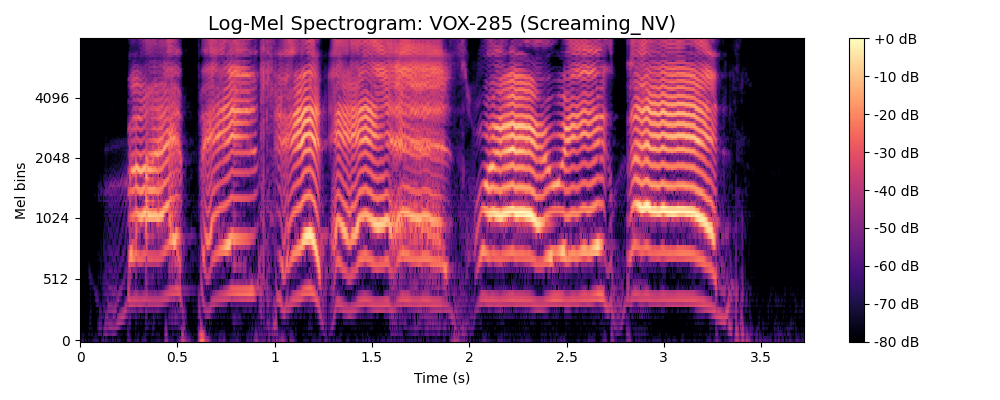 Log-Mel Spectrogram: VOX-285 (Screaming_NV)
Mel bins
4096
2048
1024
512
0
0 0.5 1 1.5 2 2.5 3 3.5
Time (s)
+0 dB
-10 dB
-20 dB
-30 dB
-40 dB
-50 dB
-60 dB
-70 dB
-80 dB